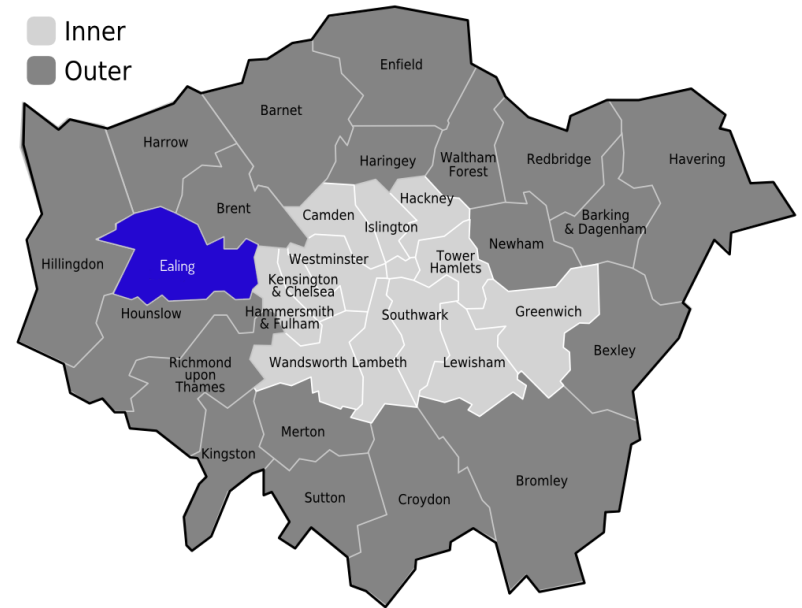 Inner
Outer
Enfield
Barnet
Harrow
Haringey
Waltham
Forest
Redbridge
Havering
Brent
Camden
Hackney
Islington
Barking
& Dagenham
Newham
Hillingdon
Ealing
Westminster
Tower
Hamlets
Kensington
& Chelsea
Hounslow
Hammersmith
& Fulham
Southwark
Greenwich
Bexley
Richmond
upon
Thames
Wandsworth
Lambeth
Lewisham
Merton
Kingston
Sutton
Croydon
Bromley